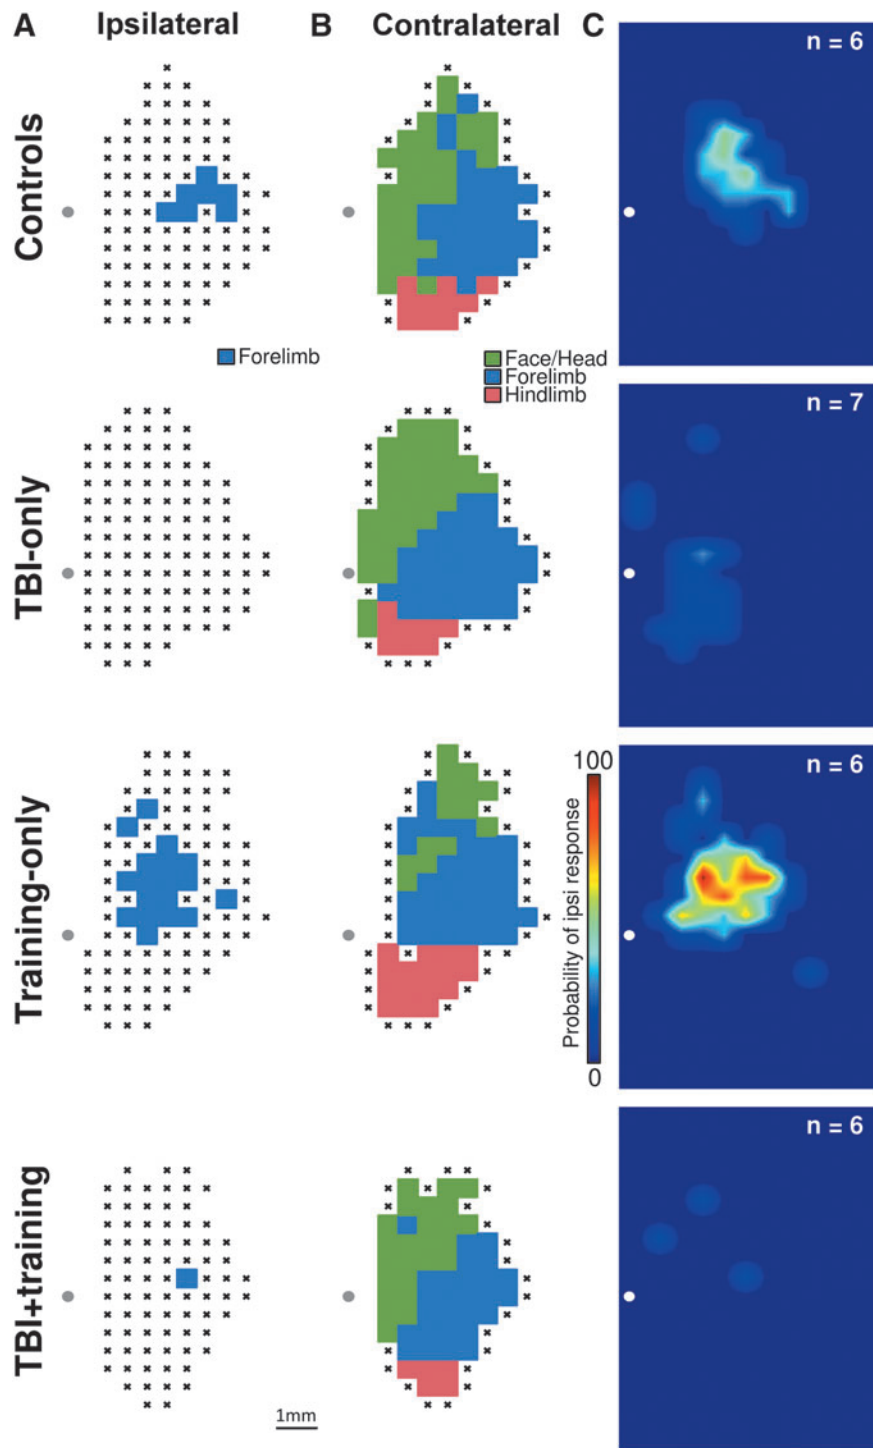 A Ipsilateral B Contralateral C
n = 6
Controls
Forelimb
Face/Head
Forelimb
Hindlimb
n = 7
TBI-only
n = 6
Training-only
100
Probability of ipsi response
0
n = 6
TBI+training
1mm